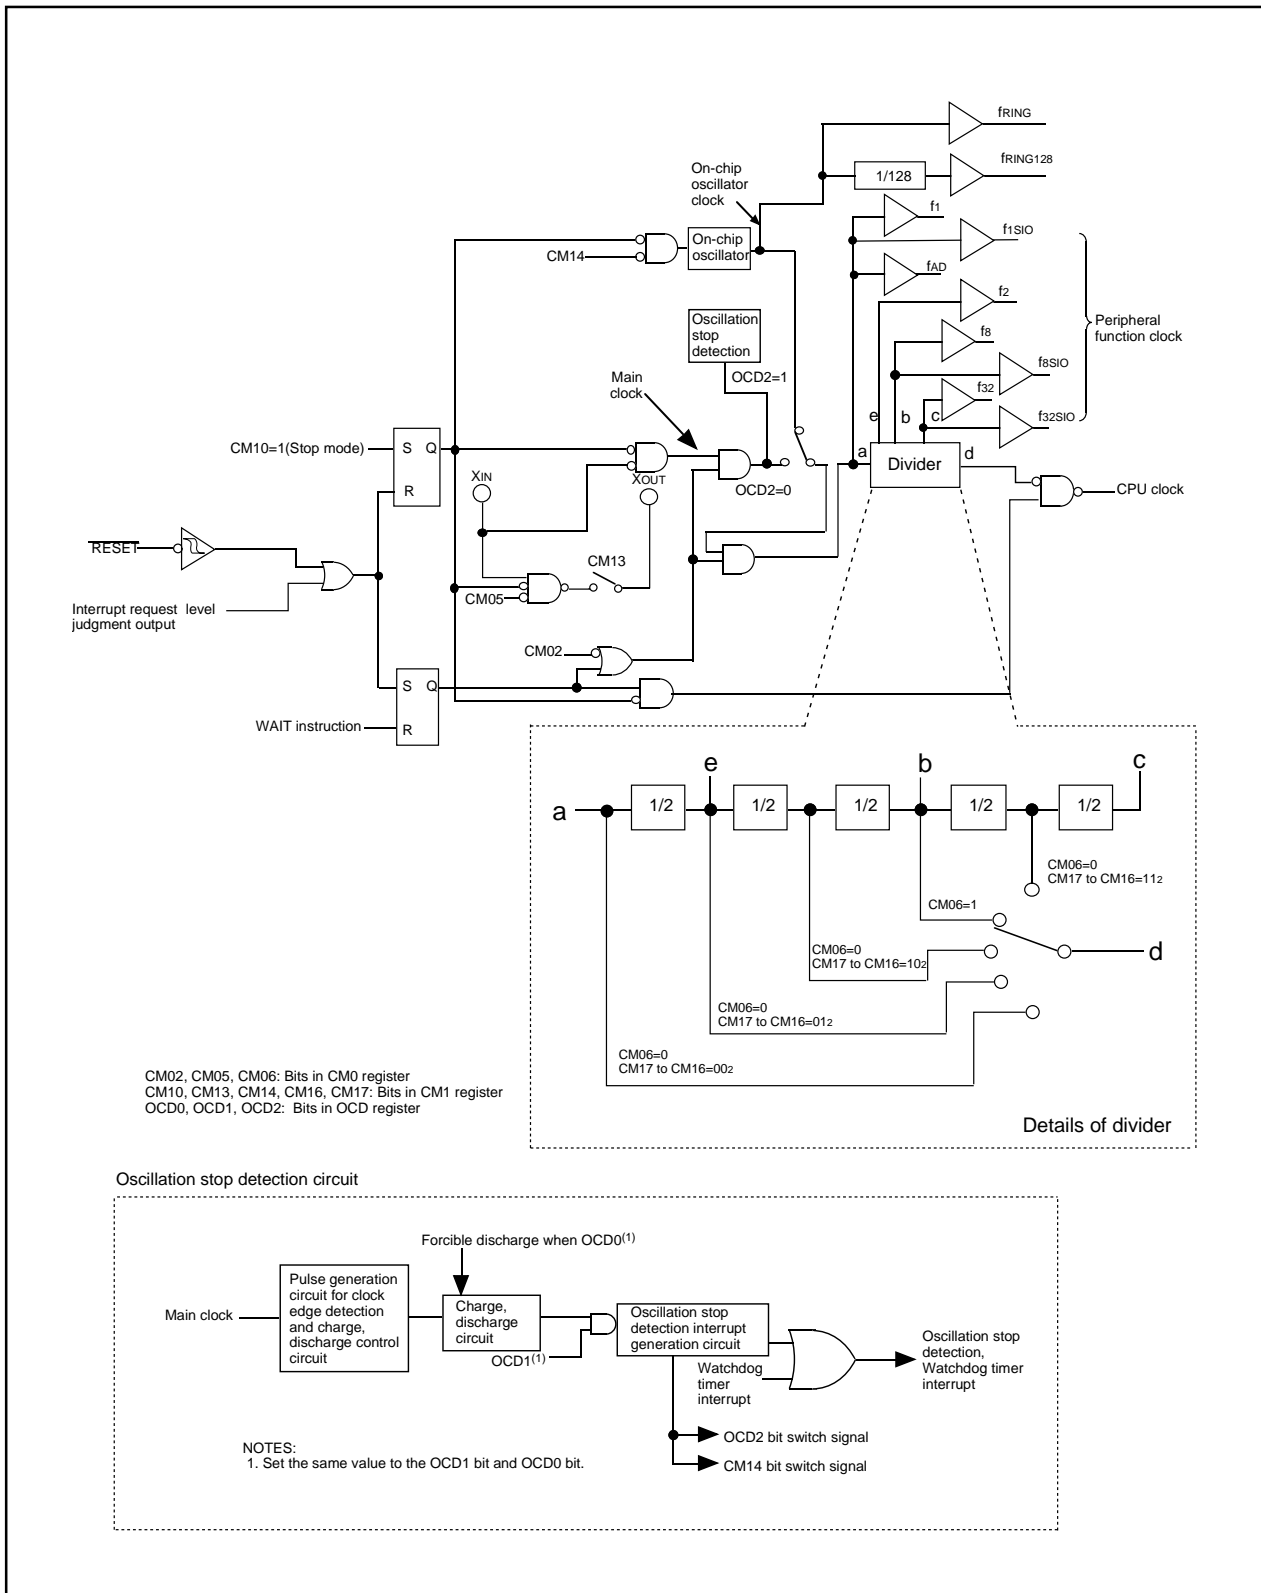 fRING
On-chip
oscillator
clock
1/128
fRING128
f1
f1SIO
CM14
On-chip
oscillator
fAD
f2
Oscillation
stop
detection
f8
Peripheral
function clock
f8SIO
Main
clock
OCD2=1
f32
f32SIO
e
b
c
CM10=1(Stop mode)
S
Q
R
a
Divider
d
XIN
XOUT
OCD2=0
CPU clock
RESET
CM13
CM05
Interrupt request level
judgment output
CM02
S
Q
R
WAIT instruction
e
b
c
a
1/2
1/2
1/2
1/2
1/2
CM06=0
CM17 to CM16=112
CM06=1
CM06=0
CM17 to CM16=102
d
CM06=0
CM17 to CM16=012
CM06=0
CM17 to CM16=002
CM02, CM05, CM06: Bits in CM0 register
CM10, CM13, CM14, CM16, CM17: Bits in CM1 register
OCD0, OCD1, OCD2: Bits in OCD register
Details of divider
Oscillation stop detection circuit
Forcible discharge when OCD0(1)
Main clock
Pulse generation
circuit for clock
edge detection
and charge,
discharge control
circuit
Charge,
discharge
circuit
OCD1(1)
Oscillation stop
detection interrupt
generation circuit
Watchdog
timer
interrupt
Oscillation stop
detection,
Watchdog timer
interrupt
OCD2 bit switch signal
CM14 bit switch signal
NOTES:
1. Set the same value to the OCD1 bit and OCD0 bit.